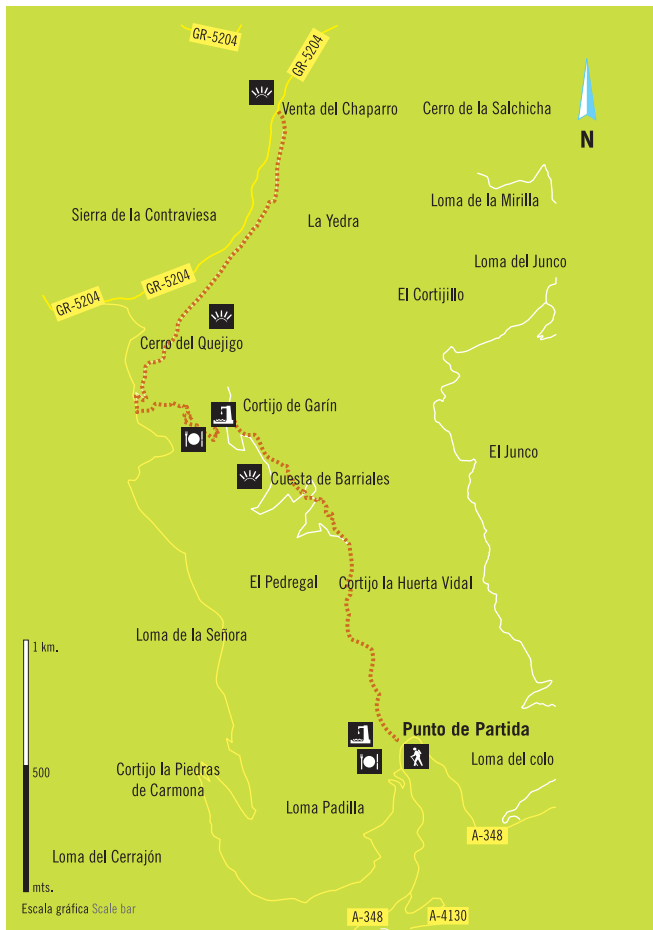 GR-5204
GR-5204
Venta del Chaparro
Cerro de la Salchicha
N
Loma de la Mirilla
Sierra de la Contraviesa
La Yedra
Loma del Junco
GR-5204
GR-5204
El Cortijillo
Cerro del Quejigo
Cortijo de Garín
El Junco
Cuesta de Barriales
El Pedregal
Cortijo la Huerta Vidal
Loma de la Señora
1 km.
Punto de Partida
Loma del colo
500
Cortijo la Piedras
de Carmona
Loma Padilla
A-348
Loma del Cerrajón
mts.
Escala gráfica Scale bar
A-348
A-4130